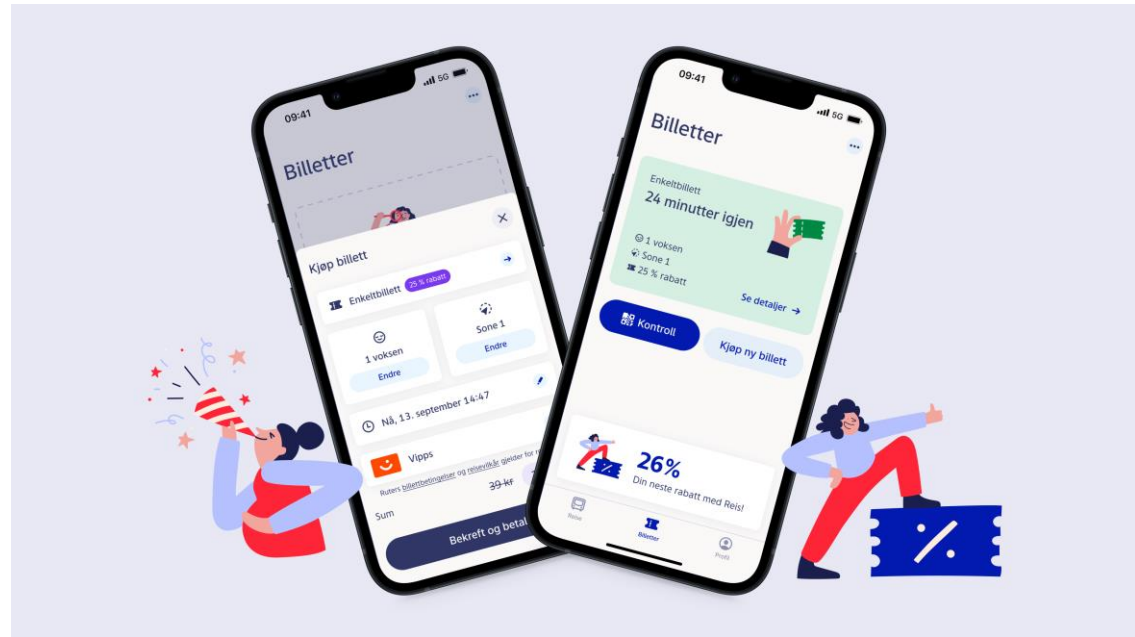 09:41
5G
Billetter
Kjøp billett
Enkeltbillett 25 % rabatt
1 voksen
Endre
Sone 1
Endre
Nå, 13. september 14:47
Vipps
Ruters billettbetingelser og reisevilkår gjelder for
Sum
39 kr
Bekreft og betal
09:41
5G
Billetter
Enkeltbillett
24 minutter igjen
1 voksen
Sone 1
25 % rabatt
Se detaljer →
Kontroll
Kjøp ny billett
26%
Din neste rabatt med Reis!
Reise
Billetter
Profil
%